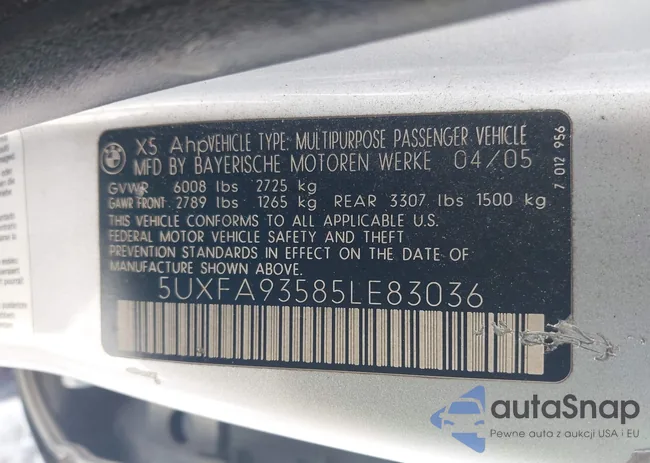 X5 Ahp VEHICLE TYPE: MULTIPURPOSE PASSENGER VEHICLE
MFD BY BAYERISCHE MOTOREN WERKE 04/05
GVWR 6008 lbs 2725 kg
GAWR FRONT 2789 lbs 1265 kg REAR 3307 lbs 1500 kg
THIS VEHICLE CONFORMS TO ALL APPLICABLE U.S.
FEDERAL MOTOR VEHICLE SAFETY AND THEFT
PREVENTION STANDARDS IN EFFECT ON THE DATE
OF MANUFACTURE SHOWN ABOVE
5UXFA93585LE83036
7 012 956
autaSnap
Pewne auta z aukcji USA i EU